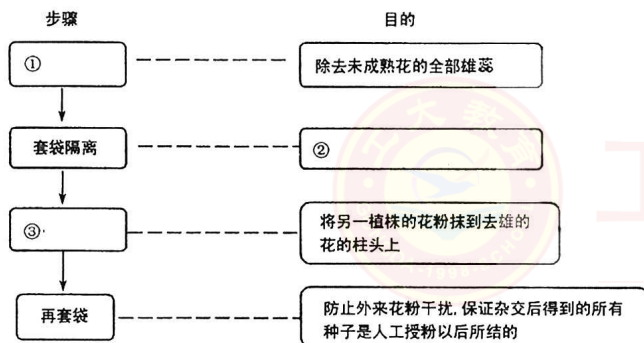 步骤
目的
①
除去未成熟花的全部雄蕊
套袋隔离
②
③
将另一植株的花粉抹到去雄的
花的柱头上
再套袋
防止外来花粉干扰,保证杂交后得到的所有
种子是人工授粉以后所结的